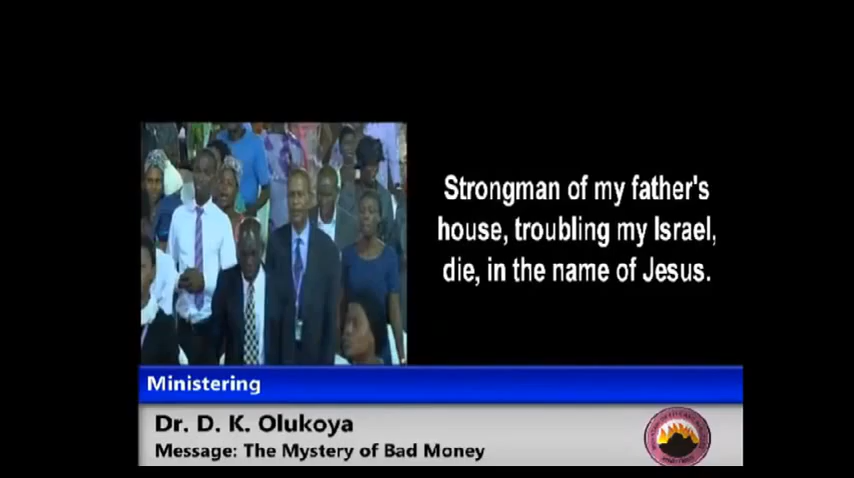 Strongman of my father's
house, troubling my Israel,
die, in the name of Jesus.
Ministering
Dr. D. K. Olukoya
Message: The Mystery of Bad Money